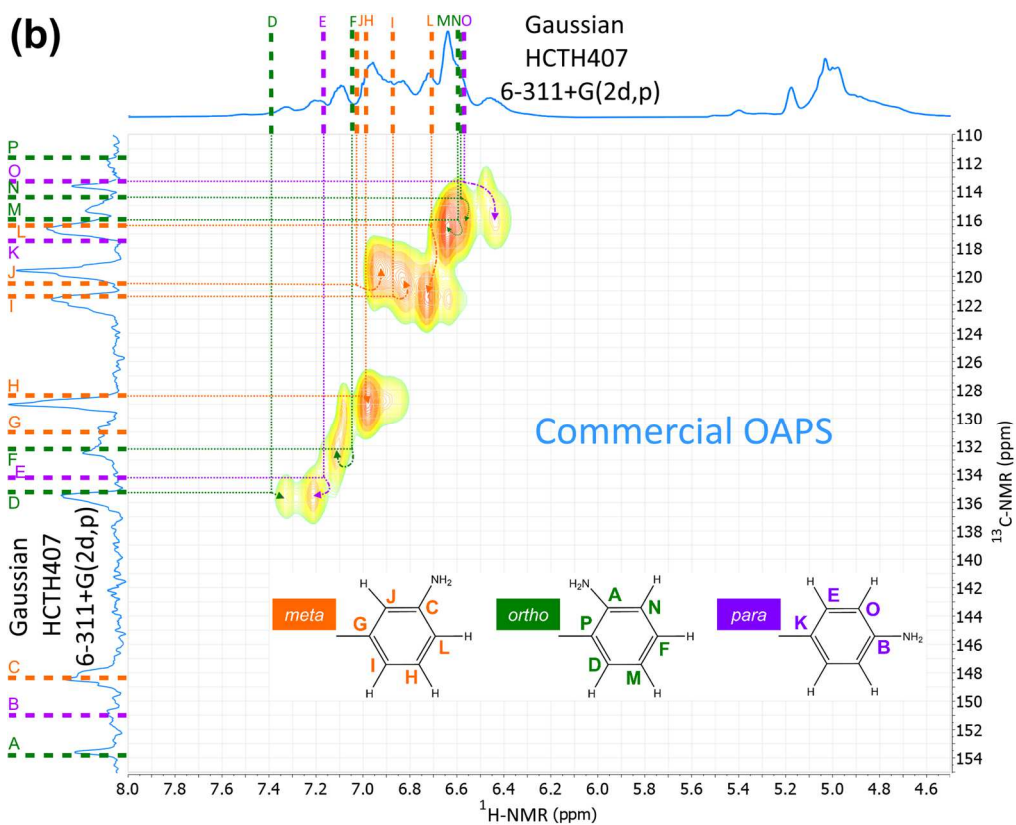 (b)
D E F J H I L M N O
Gaussian
HCTH407
6-311+G(2d,p)
P
O
N
M
L
K
J
I
H
G
F
E
D
C
B
A
Gaussian
HCTH407
6-311+G(2d,p)
110
112
114
116
118
120
122
124
126
128
130
132
134
136
138
140
142
144
146
148
150
152
154
13C-NMR (ppm)
Commercial OAPS
meta
H
NH2
J
C
G
L
H
I
H
H
H
ortho
H2N
H
A
N
P
F
H
D
M
H
H
para
H
H
E
O
K
B
NH2
H
H
8.0 7.8 7.6 7.4 7.2 7.0 6.8 6.6 6.4 6.2 6.0 5.8 5.6 5.4 5.2 5.0 4.8 4.6
1H-NMR (ppm)